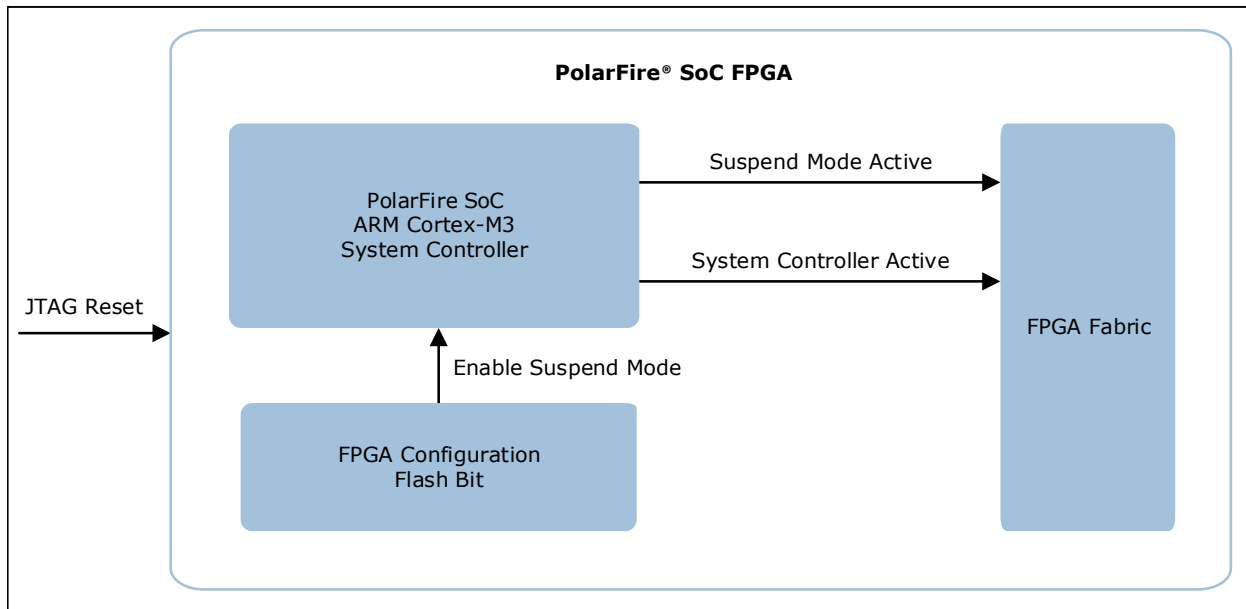 PolarFire® SoC FPGA
PolarFire SoC
ARM Cortex-M3
System Controller
Suspend Mode Active
System Controller Active
JTAG Reset
FPGA Fabric
Enable Suspend Mode
FPGA Configuration
Flash Bit